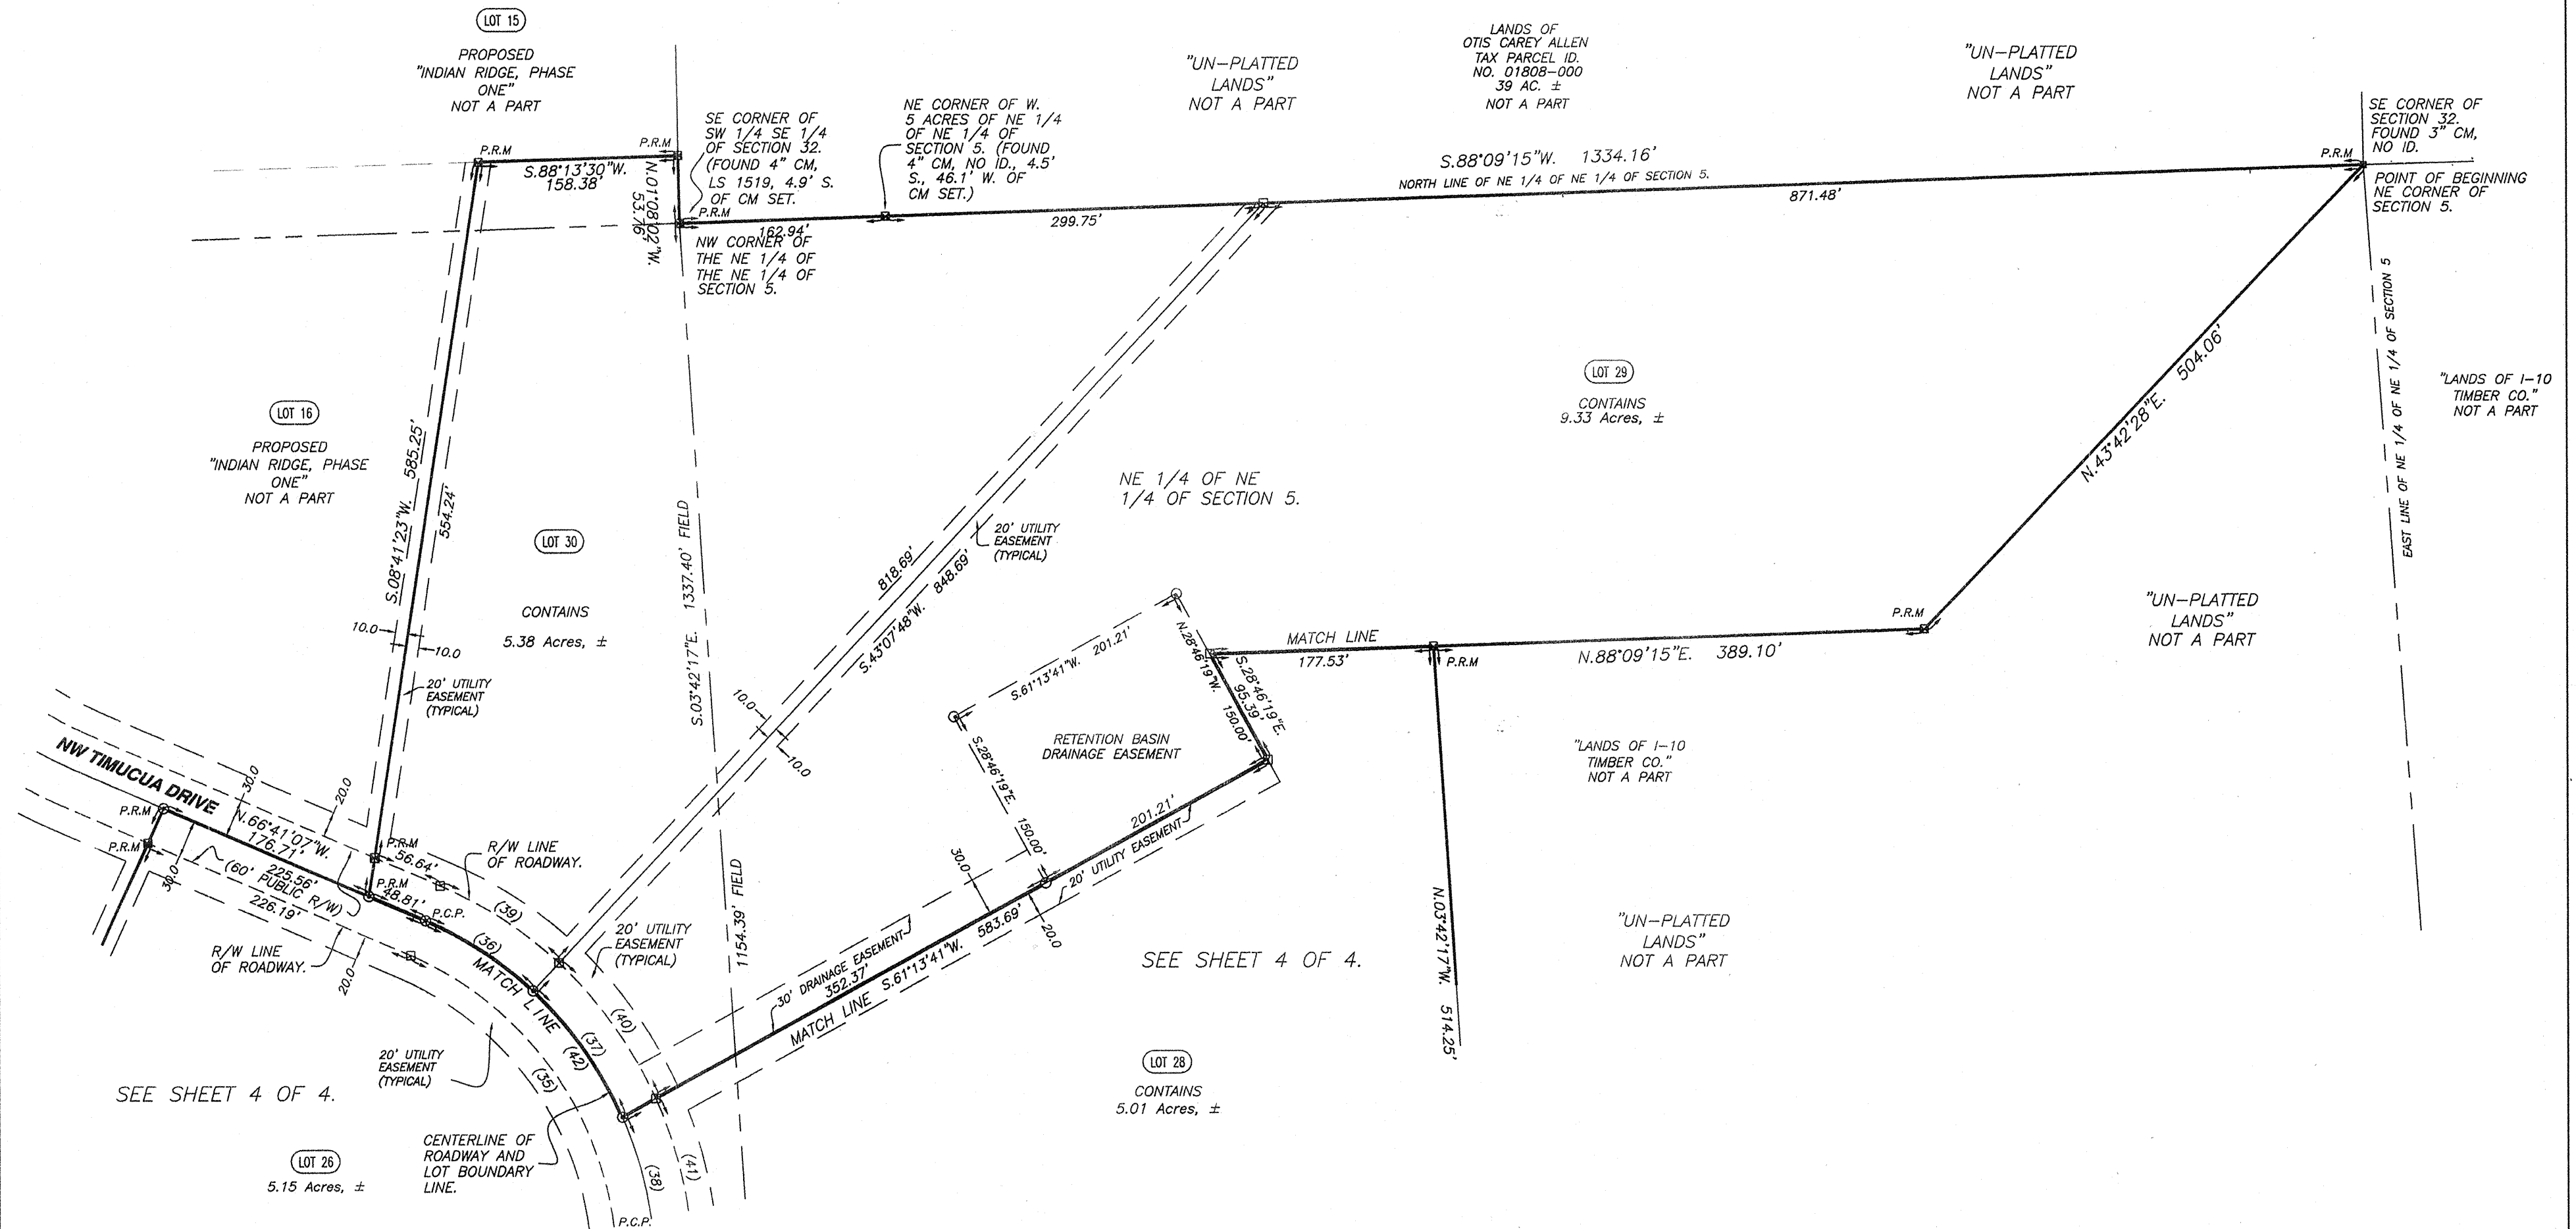 LOT 15
PROPOSED
"INDIAN RIDGE, PHASE
ONE"
NOT A PART
"UN-PLATTED
LANDS"
NOT A PART
LANDS OF
OTIS CAREY ALLEN
TAX PARCEL ID.
NO. 01808-000
39 AC. ±
NOT A PART
"UN-PLATTED
LANDS"
NOT A PART
SE CORNER OF
SECTION 32.
FOUND 3" CM,
NO ID.
P.R.M
POINT OF BEGINNING
NE CORNER OF
SECTION 5.
P.R.M
P.R.M
S.88°13'30"W.
158.38'
N.01°08'02"W.
53.76'
SE CORNER OF
SW 1/4 SE 1/4
OF SECTION 32.
(FOUND 4" CM,
LS 1519, 4.9' S.
OF CM SET.
P.R.M
NE CORNER OF W.
5 ACRES OF NE 1/4
OF NE 1/4 OF
SECTION 5. (FOUND
4" CM, NO ID., 4.5'
S., 46.1' W. OF
CM SET.)
162.94'
NW CORNER OF
THE NE 1/4 OF
THE NE 1/4 OF
SECTION 5.
299.75'
S.88°09'15"W. 1334.16'
NORTH LINE OF NE 1/4 OF NE 1/4 OF SECTION 5.
871.48'
EAST LINE OF NE 1/4 OF NE 1/4 OF SECTION 5
"LANDS OF I-10
TIMBER CO."
NOT A PART
LOT 16
PROPOSED
"INDIAN RIDGE, PHASE
ONE"
NOT A PART
S.08°41'23"W. 585.25'
554.24'
LOT 30
CONTAINS
5.38 Acres, ±
10.0
10.0
20' UTILITY
EASEMENT
(TYPICAL)
S.03°42'17"E. 1337.40' FIELD
1154.39' FIELD
818.69'
S.43°07'48"W. 848.69'
20' UTILITY
EASEMENT
(TYPICAL)
10.0
10.0
NE 1/4 OF NE
1/4 OF SECTION 5.
LOT 29
CONTAINS
9.33 Acres, ±
N.43°42'28"E. 504.06'
P.R.M
MATCH LINE
177.53'
P.R.M
N.88°09'15"E. 389.10'
"UN-PLATTED
LANDS"
NOT A PART
S.61°13'41"W. 201.21'
N.28°46'19"W.
150.00'
S.28°46'19"E.
95.39'
S.28°46'19"E.
150.00'
RETENTION BASIN
DRAINAGE EASEMENT
201.21'
20' UTILITY EASEMENT
"LANDS OF I-10
TIMBER CO."
NOT A PART
N.03°42'17"W. 514.25'
"UN-PLATTED
LANDS"
NOT A PART
NW TIMUCUA DRIVE
P.R.M
P.R.M
30.0
20.0
N.66°41'07"W.
176.71'
225.56'
(60' PUBLIC R/W)
226.19'
30.0
P.R.M
56.64'
P.R.M
48.81'
P.C.P.
R/W LINE
OF ROADWAY.
R/W LINE
OF ROADWAY.
20.0
(39)
(36)
MATCH LINE
20' UTILITY
EASEMENT
(TYPICAL)
(40)
(37)
(42)
(35)
20' UTILITY
EASEMENT
(TYPICAL)
30.0
30' DRAINAGE EASEMENT
352.37'
MATCH LINE S.61°13'41"W. 583.69'
20.0
SEE SHEET 4 OF 4.
LOT 28
CONTAINS
5.01 Acres, ±
SEE SHEET 4 OF 4.
LOT 26
5.15 Acres, ±
CENTERLINE OF
ROADWAY AND
LOT BOUNDARY
LINE.
(38)
(41)
P.C.P.